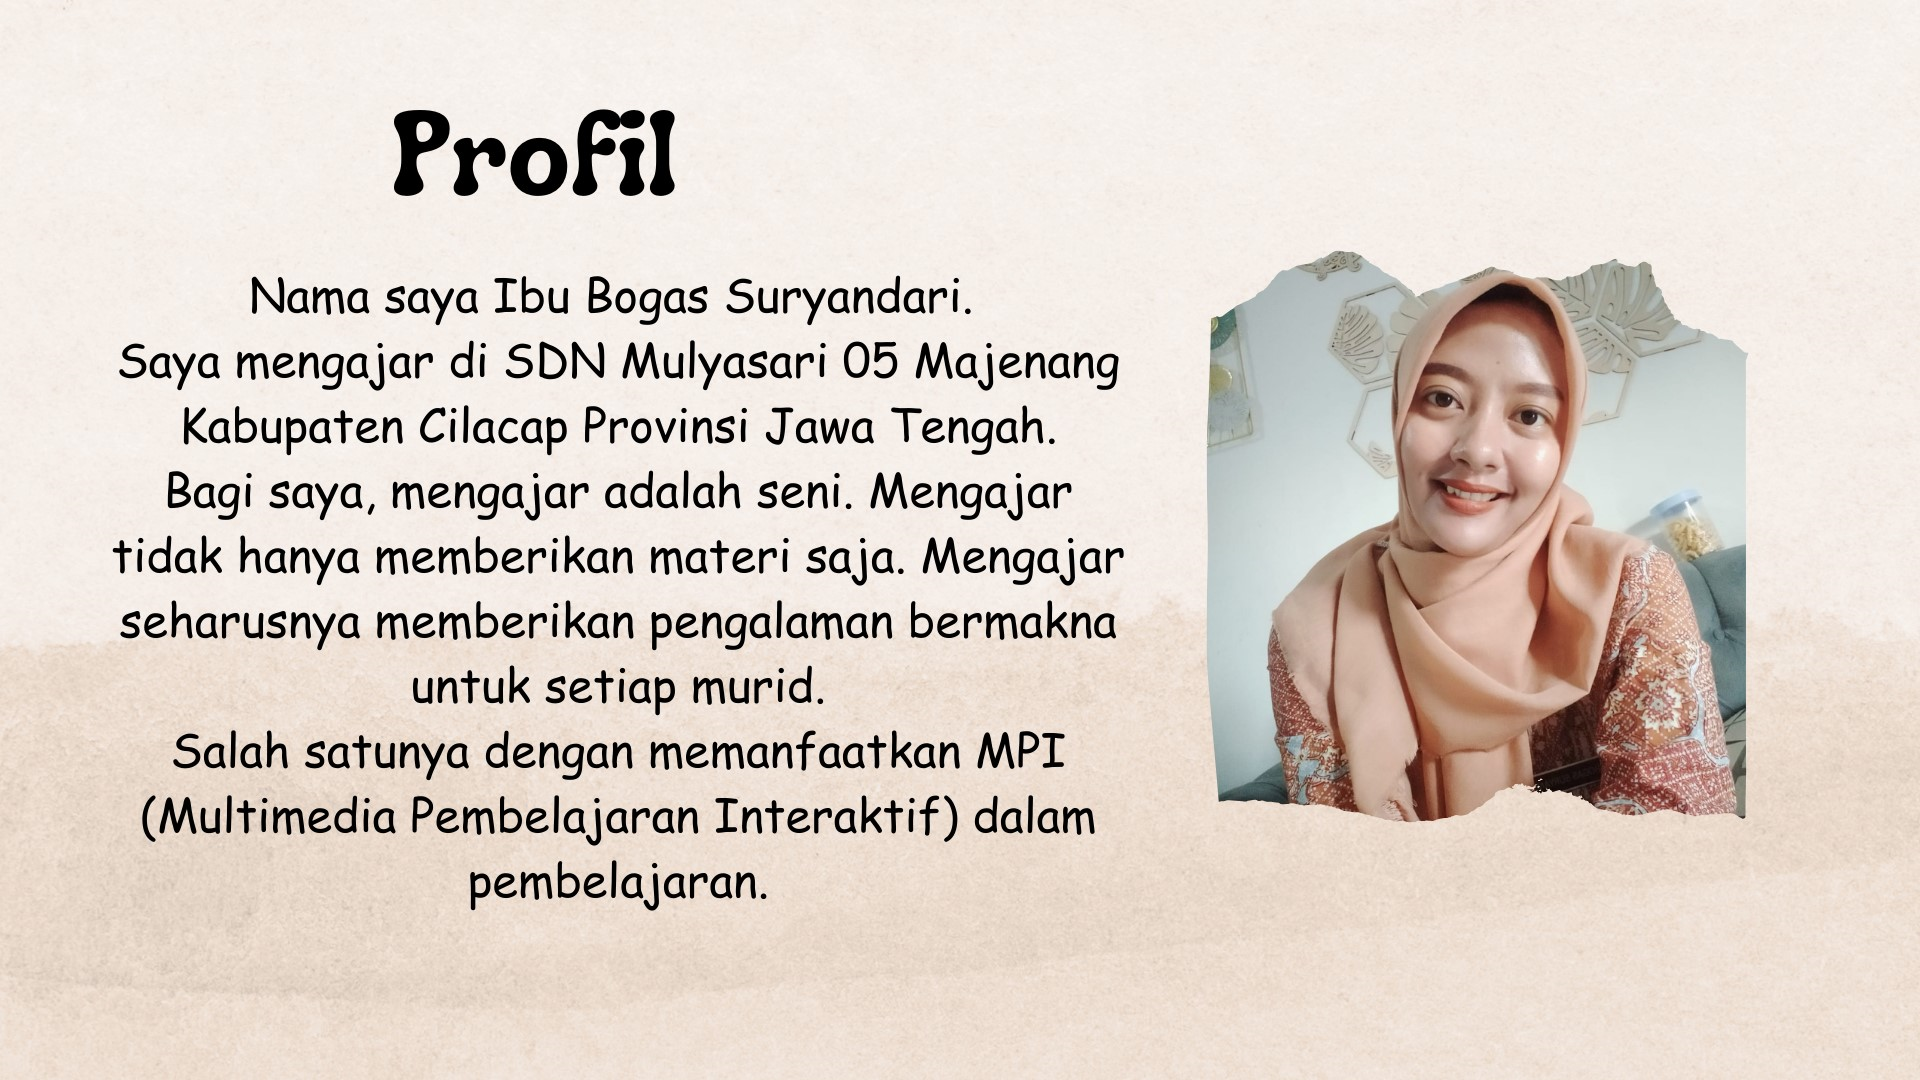 Profil
Nama saya Ibu Bogas Suryandari.
Saya mengajar di SDN Mulyasari 05 Majenang
Kabupaten Cilacap Provinsi Jawa Tengah.
Bagi saya, mengajar adalah seni. Mengajar
tidak hanya memberikan materi saja. Mengajar
seharusnya memberikan pengalaman bermakna
untuk setiap murid.
Salah satunya dengan memanfaatkan MPI
(Multimedia Pembelajaran Interaktif) dalam
pembelajaran.